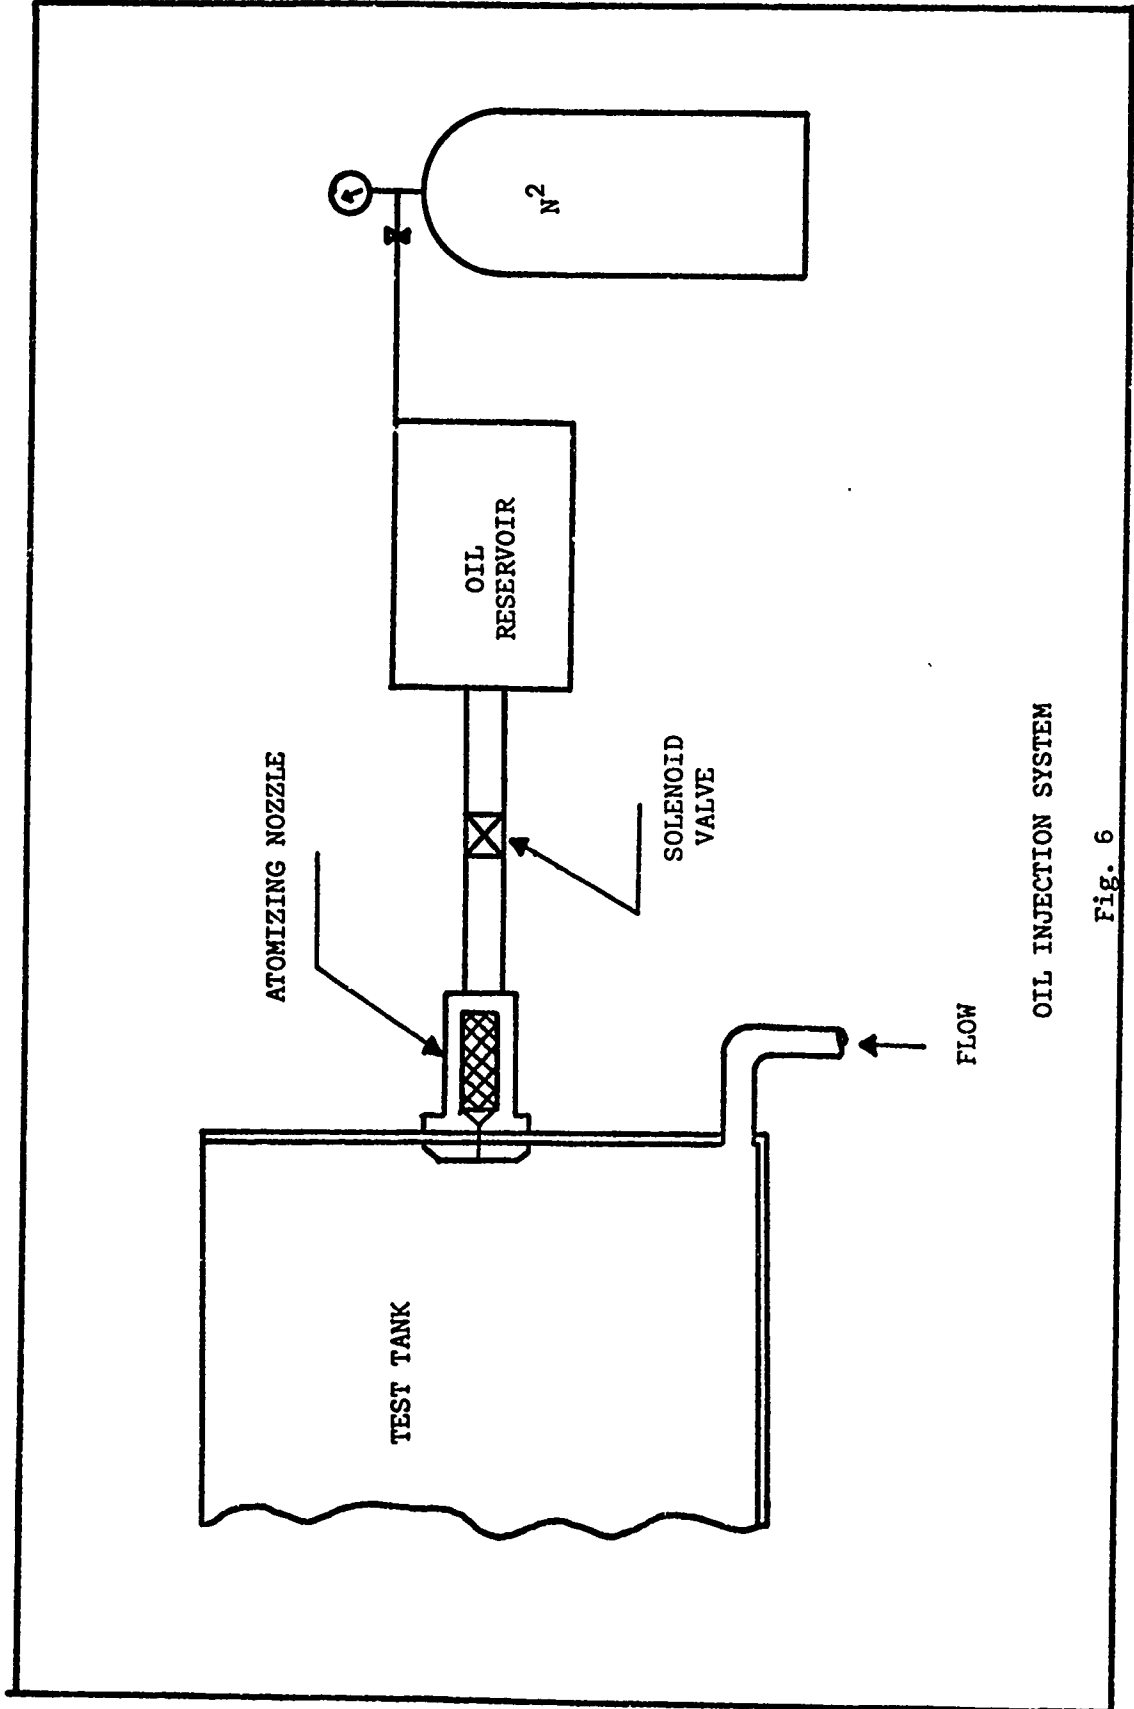 ATOMIZING NOZZLE
TEST TANK
OIL
RESERVOIR
N²
SOLENOID
VALVE
FLOW
OIL INJECTION SYSTEM
Fig. 6